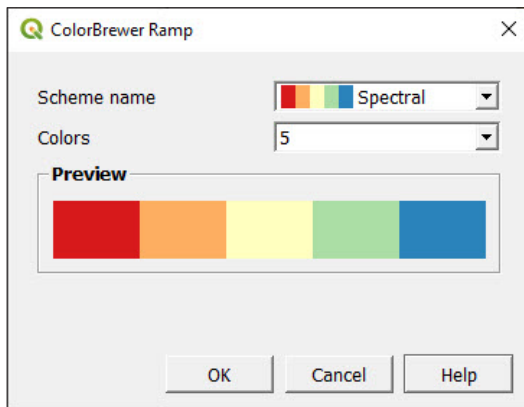 ColorBrewer Ramp
Scheme name Spectral
Colors 5
Preview
OK Cancel Help